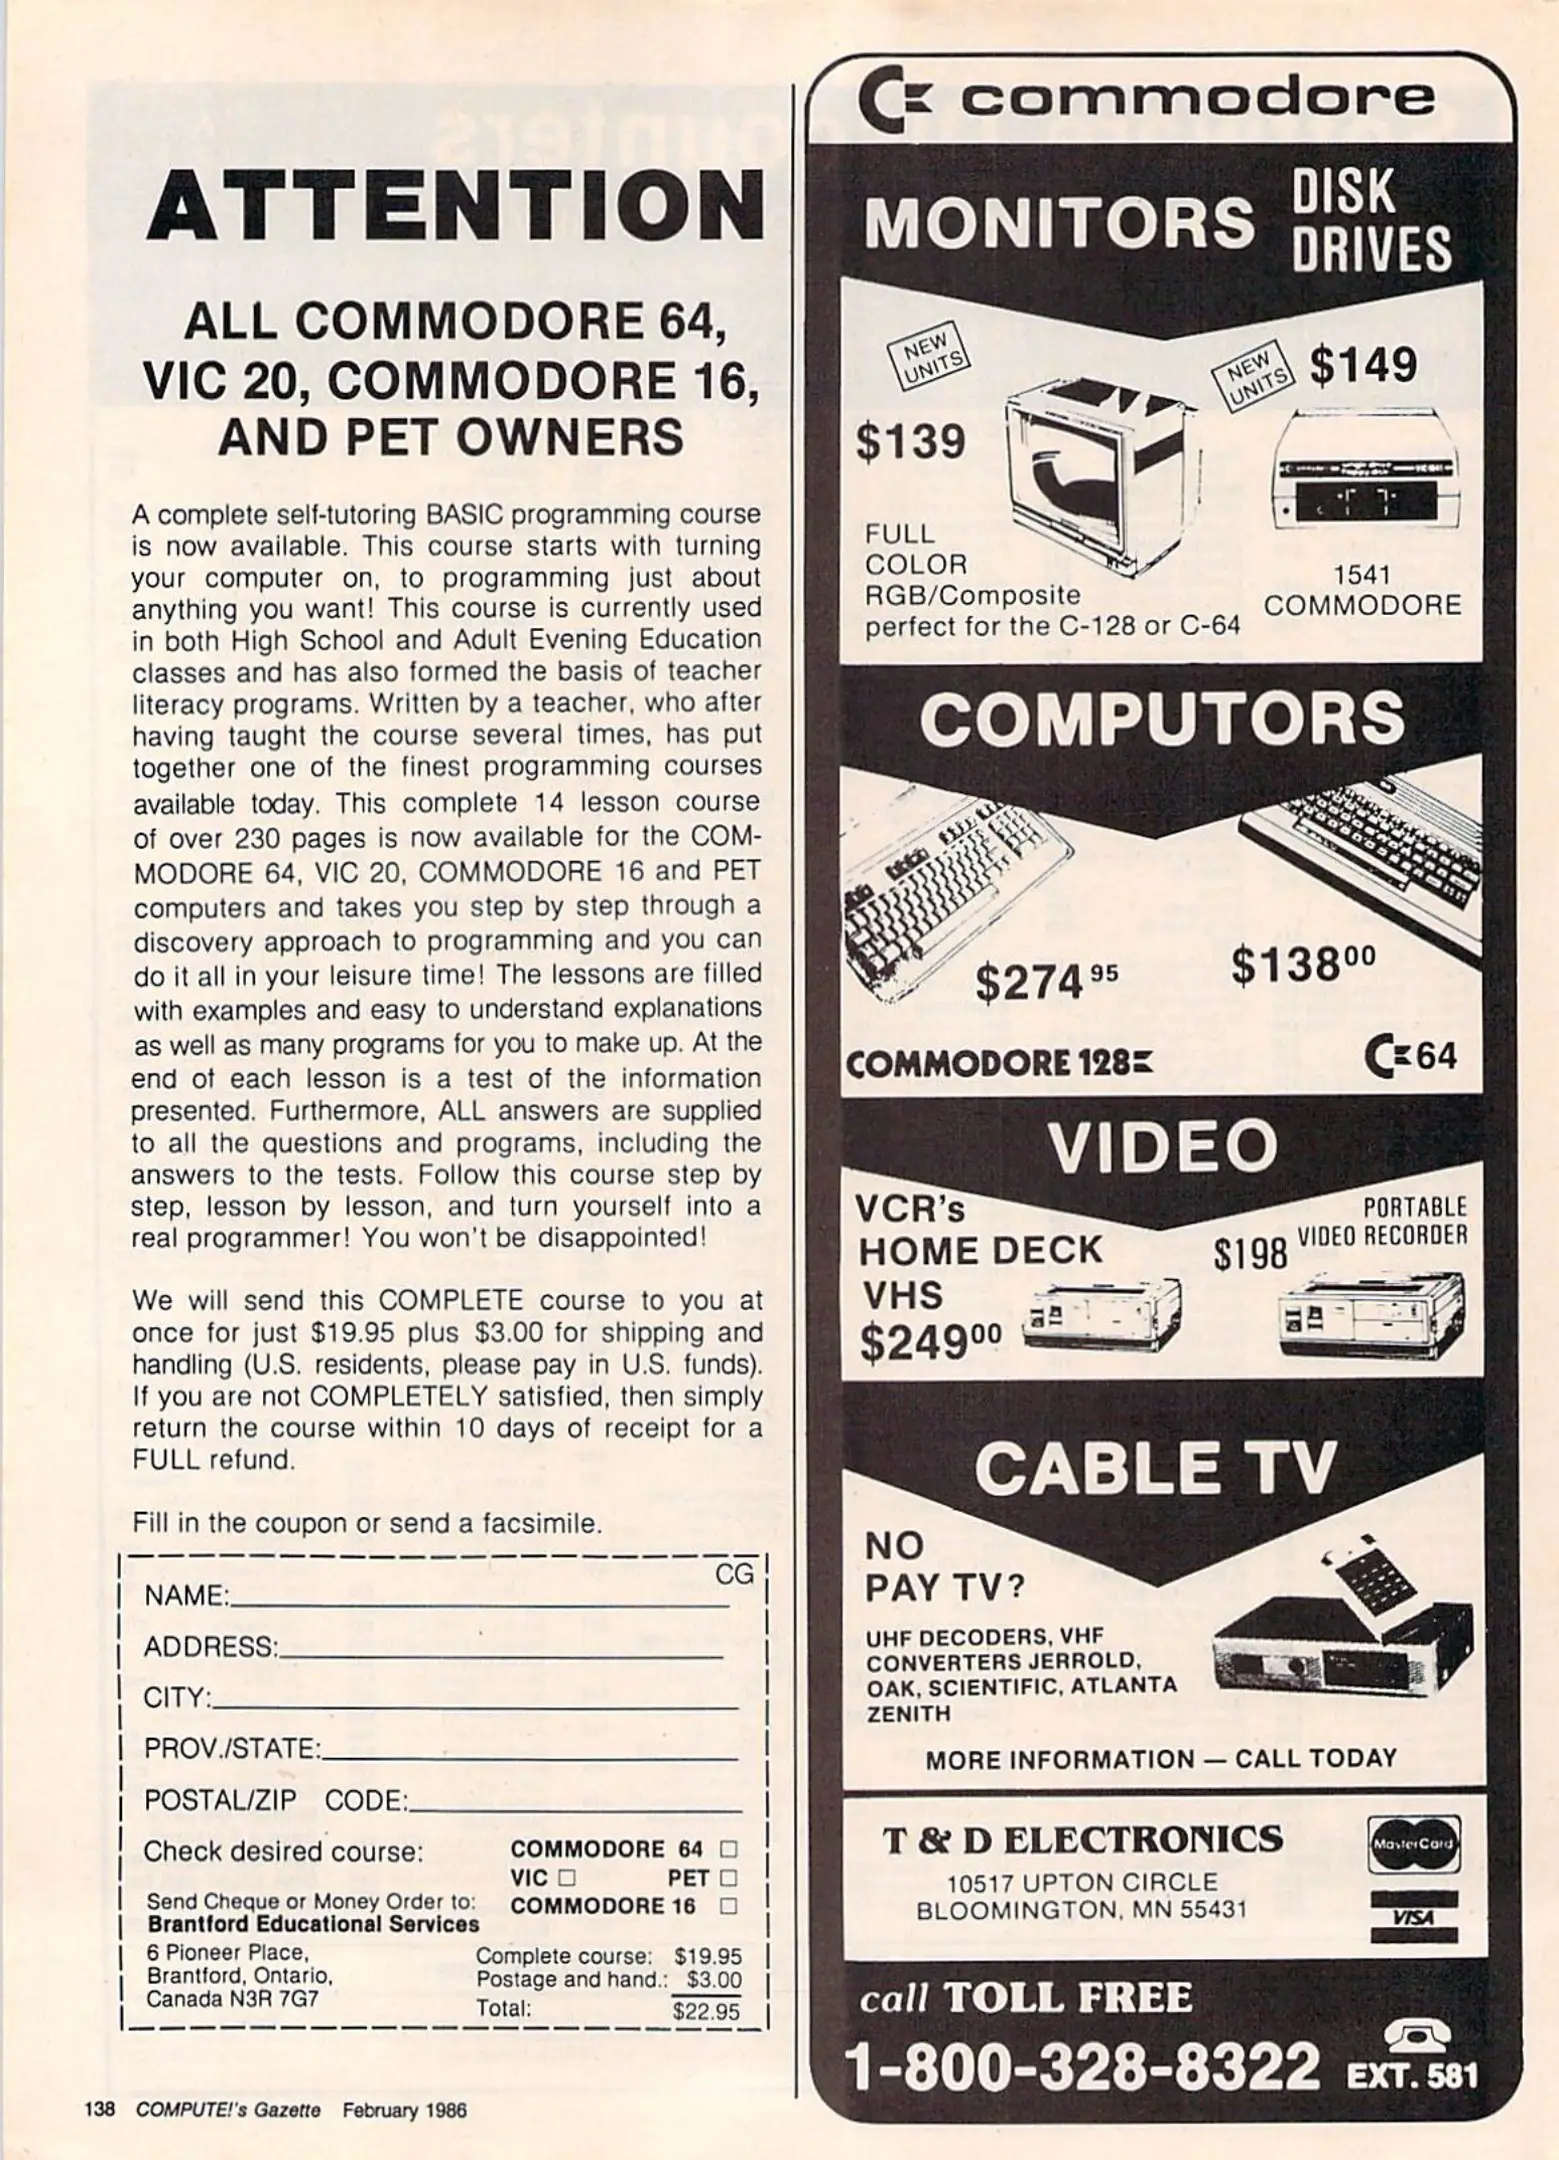 ATTENTION
ALL COMMODORE 64,
VIC 20, COMMODORE 16,
AND PET OWNERS
A complete self-tutoring BASIC programming course
is now available. This course starts with turning
your computer on, to programming just about
anything you want! This course is currently used
in both High School and Adult Evening Education
classes and has also formed the basis of teacher
literacy programs. Written by a teacher, who after
having taught the course several times, has put
together one of the finest programming courses
available today. This complete 14 lesson course
of over 230 pages is now available for the COM-
MODORE 64, VIC 20, COMMODORE 16 and PET
computers and takes you step by step through a
discovery approach to programming and you can
do it all in your leisure time! The lessons are filled
with examples and easy to understand explanations
as well as many programs for you to make up. At the
end of each lesson is a test of the information
presented. Furthermore, ALL answers are supplied
to all the questions and programs, including the
answers to the tests. Follow this course step by
step, lesson by lesson, and turn yourself into a
real programmer! You won't be disappointed!
We will send this COMPLETE course to you at
once for just $19.95 plus $3.00 for shipping and
handling (U.S. residents, please pay in U.S. funds).
If you are not COMPLETELY satisfied, then simply
return the course within 10 days of receipt for a
FULL refund.
Fill in the coupon or send a facsimile.
CG
NAME:
ADDRESS:
CITY:
PROV./STATE:
POSTAL/ZIP CODE:
Check desired course: COMMODORE 64 □
VIC □ PET □
COMMODORE 16 □
Send Cheque or Money Order to:
Brantford Educational Services
6 Pioneer Place,
Brantford, Ontario,
Canada N3R 7G7
Complete course: $19.95
Postage and hand.: $3.00
Total: $22.95
138 COMPUTE!'s Gazette February 1986
commodore
MONITORS
DISK
DRIVES
NEW
UNITS
$139
FULL
COLOR
RGB/Composite
perfect for the C-128 or C-64
NEW
UNITS
$149
1541
COMMODORE
COMPUTORS
$274.95
COMMODORE 128
$138.00
C 64
VIDEO
VCR's
HOME DECK
VHS
$249.00
PORTABLE
VIDEO RECORDER
$198
CABLE TV
NO
PAY TV?
UHF DECODERS, VHF
CONVERTERS JERROLD,
OAK, SCIENTIFIC, ATLANTA
ZENITH
MORE INFORMATION — CALL TODAY
T & D ELECTRONICS
10517 UPTON CIRCLE
BLOOMINGTON, MN 55431
MasterCard
VISA
call TOLL FREE
1-800-328-8322 EXT. 581